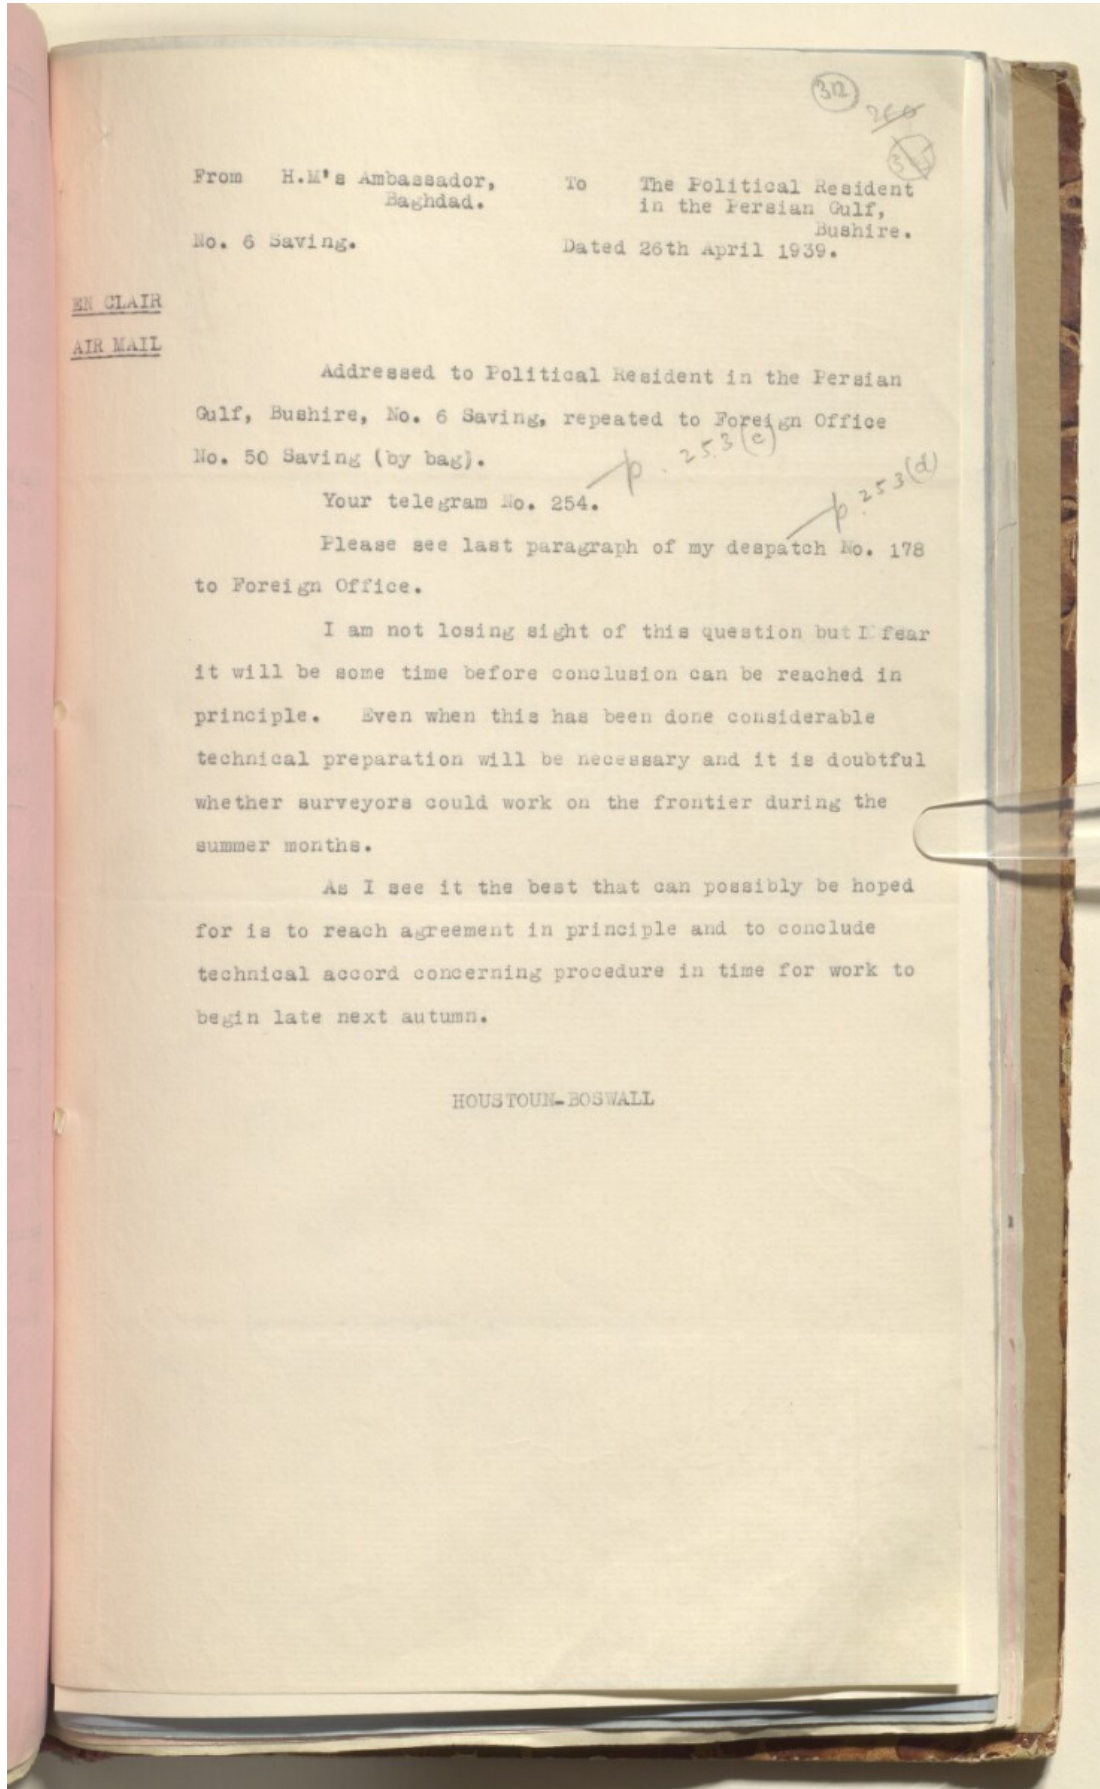 312
From H.M's Ambassador,
Baghdad.
To The Political Resident
in the Persian Gulf,
Bushire.
No. 6 Saving.
Dated 26th April 1939.
EN CLAIR
AIR MAIL
Addressed to Political Resident in the Persian
Gulf, Bushire, No. 6 Saving, repeated to Foreign Office
No. 50 Saving (by bag).
p. 253(c)
Your telegram No. 254.
p. 253(d)
Please see last paragraph of my despatch No. 178
to Foreign Office.
I am not losing sight of this question but I fear
it will be some time before conclusion can be reached in
principle. Even when this has been done considerable
technical preparation will be necessary and it is doubtful
whether surveyors could work on the frontier during the
summer months.
As I see it the best that can possibly be hoped
for is to reach agreement in principle and to conclude
technical accord concerning procedure in time for work to
begin late next autumn.
HOUSTOUN-BOSWALL